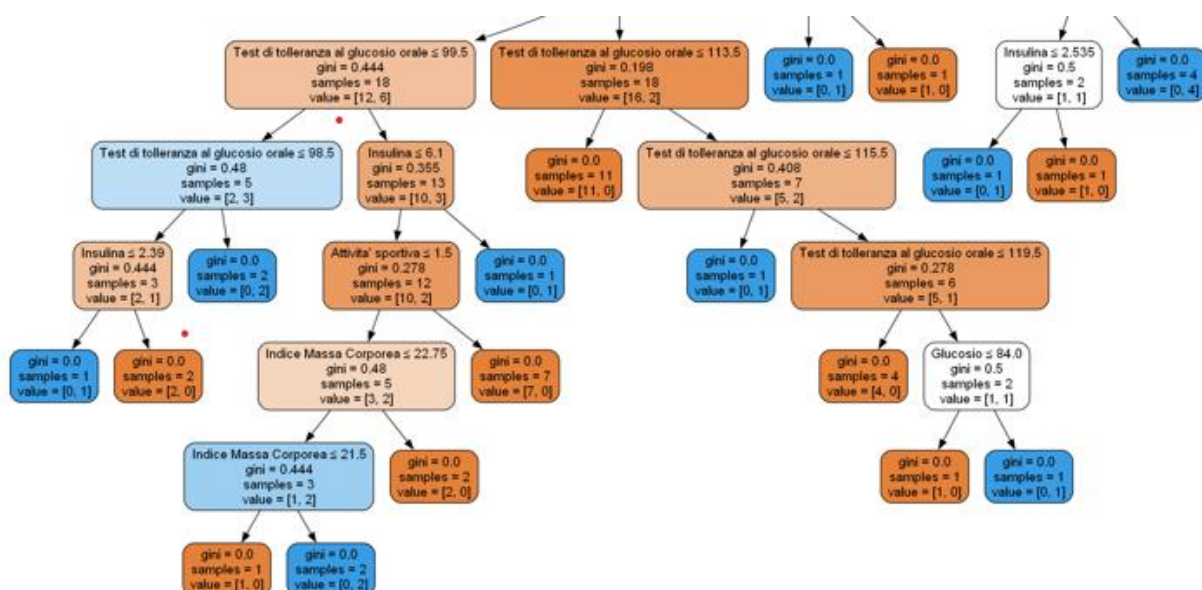 Test di tolleranza al glucosio orale ≤ 99.5
gini = 0.444
samples = 18
value = [12, 6]
Test di tolleranza al glucosio orale ≤ 113.5
gini = 0.198
samples = 18
value = [16, 2]
gini = 0.0
samples = 1
value = [0, 1]
gini = 0.0
samples = 1
value = [1, 0]
Insulina ≤ 2.535
gini = 0.5
samples = 2
value = [1, 1]
gini = 0.0
samples = 4
value = [0, 4]
Test di tolleranza al glucosio orale ≤ 98.5
gini = 0.48
samples = 5
value = [2, 3]
Insulina ≤ 6.1
gini = 0.355
samples = 13
value = [10, 3]
gini = 0.0
samples = 11
value = [11, 0]
Test di tolleranza al glucosio orale ≤ 115.5
gini = 0.408
samples = 7
value = [5, 2]
gini = 0.0
samples = 1
value = [0, 1]
gini = 0.0
samples = 1
value = [1, 0]
Insulina ≤ 2.39
gini = 0.444
samples = 3
value = [2, 1]
gini = 0.0
samples = 2
value = [0, 2]
Attivita' sportiva ≤ 1.5
gini = 0.278
samples = 12
value = [10, 2]
gini = 0.0
samples = 1
value = [0, 1]
gini = 0.0
samples = 1
value = [0, 1]
Test di tolleranza al glucosio orale ≤ 119.5
gini = 0.278
samples = 6
value = [5, 1]
gini = 0.0
samples = 1
value = [0, 1]
gini = 0.0
samples = 2
value = [2, 0]
Indice Massa Corporea ≤ 22.75
gini = 0.48
samples = 5
value = [3, 2]
gini = 0.0
samples = 7
value = [7, 0]
gini = 0.0
samples = 4
value = [4, 0]
Glucosio ≤ 84.0
gini = 0.5
samples = 2
value = [1, 1]
Indice Massa Corporea ≤ 21.5
gini = 0.444
samples = 3
value = [1, 2]
gini = 0.0
samples = 2
value = [2, 0]
gini = 0.0
samples = 1
value = [1, 0]
gini = 0.0
samples = 1
value = [0, 1]
gini = 0.0
samples = 1
value = [1, 0]
gini = 0.0
samples = 2
value = [0, 2]